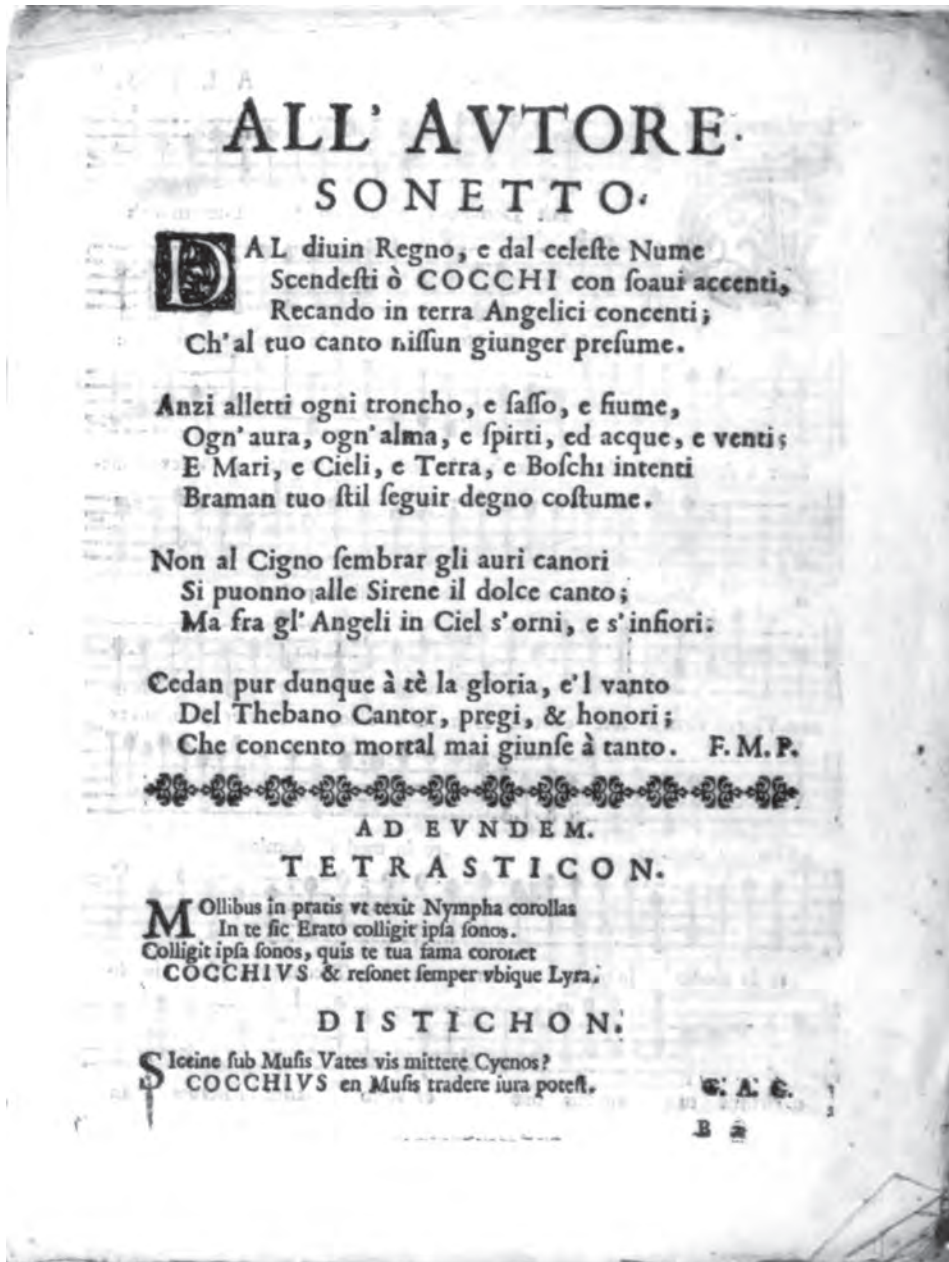 ALL' AVTORE.
SONETTO.
DAL diuin Regno, e dal celeſte Nume
Scendeſti ò COCCHI con ſoaui accenti,
Recando in terra Angelici concenti;
Ch'al tuo canto niſſun giunger preſume.
Anzi alletti ogni troncho, e ſaſſo, e fiume,
Ogn'aura, ogn'alma, e ſpirti, ed acque, e venti;
E Mari, e Cieli, e Terra, e Boſchi intenti
Braman tuo ſtil ſeguir degno coſtume.
Non al Cigno ſembrar gli auri canori
Si puonno alle Sirene il dolce canto;
Ma fra gl'Angeli in Ciel s'orni, e s'infiori.
Cedan pur dunque à tè la gloria, e'l vanto
Del Thebano Cantor, pregi, & honori;
Che concento mortal mai giunſe à tanto. F. M. P.
AD EVNDEM.
TETRASTICON.
MOllibus in pratis vt texit Nympha corollas
In te ſic Erato colligit ipſa ſonos.
Colligit ipſa ſonos, quis te tua fama coronet
COCCHIVS & reſonet ſemper vbique Lyra.
DISTICHON.
SIccine ſub Muſis Vates vis mittere Cycnos?
COCCHIVS en Muſis tradere iura poteſt. G. A. C.
B